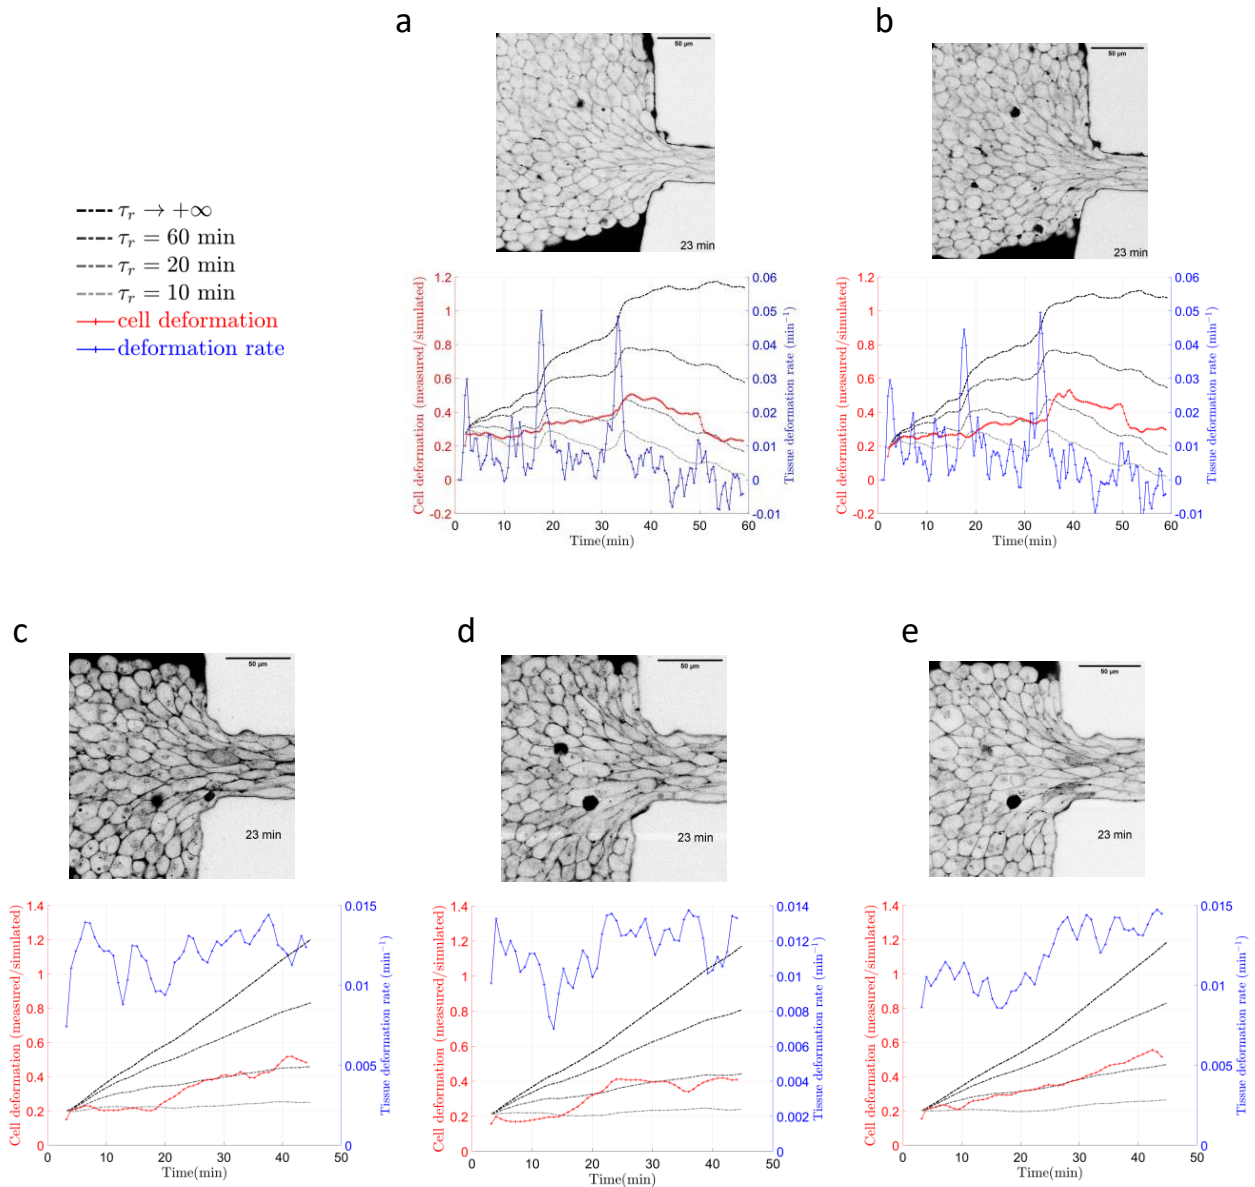 a
b
50 µm
50 µm
23 min
23 min
τr → +∞
τr = 60 min
τr = 20 min
τr = 10 min
cell deformation
deformation rate
Cell deformation (measured/simulated)
1.2
1
0.8
0.6
0.4
0.2
0
-0.2
0 10 20 30 40 50 60
Time(min)
0.06
0.05
0.04
0.03
0.02
0.01
0
-0.01
Tissue deformation rate (min⁻¹)
Cell deformation (measured/simulated)
1.2
1
0.8
0.6
0.4
0.2
0
-0.2
0 10 20 30 40 50 60
Time(min)
0.06
0.05
0.04
0.03
0.02
0.01
0
-0.01
Tissue deformation rate (min⁻¹)
c
d
e
50 µm
50 µm
50 µm
23 min
23 min
23 min
Cell deformation (measured/simulated)
1.4
1.2
1
0.8
0.6
0.4
0.2
0
0 10 20 30 40 50
Time(min)
0.015
0.01
0.005
0
Tissue deformation rate (min⁻¹)
Cell deformation (measured/simulated)
1.4
1.2
1
0.8
0.6
0.4
0.2
0
0 10 20 30 40 50
Time(min)
0.014
0.012
0.01
0.008
0.006
0.004
0.002
0
Tissue deformation rate (min⁻¹)
Cell deformation (measured/simulated)
1.4
1.2
1
0.8
0.6
0.4
0.2
0
0 10 20 30 40 50
Time(min)
0.015
0.01
0.005
0
Tissue deformation rate (min⁻¹)